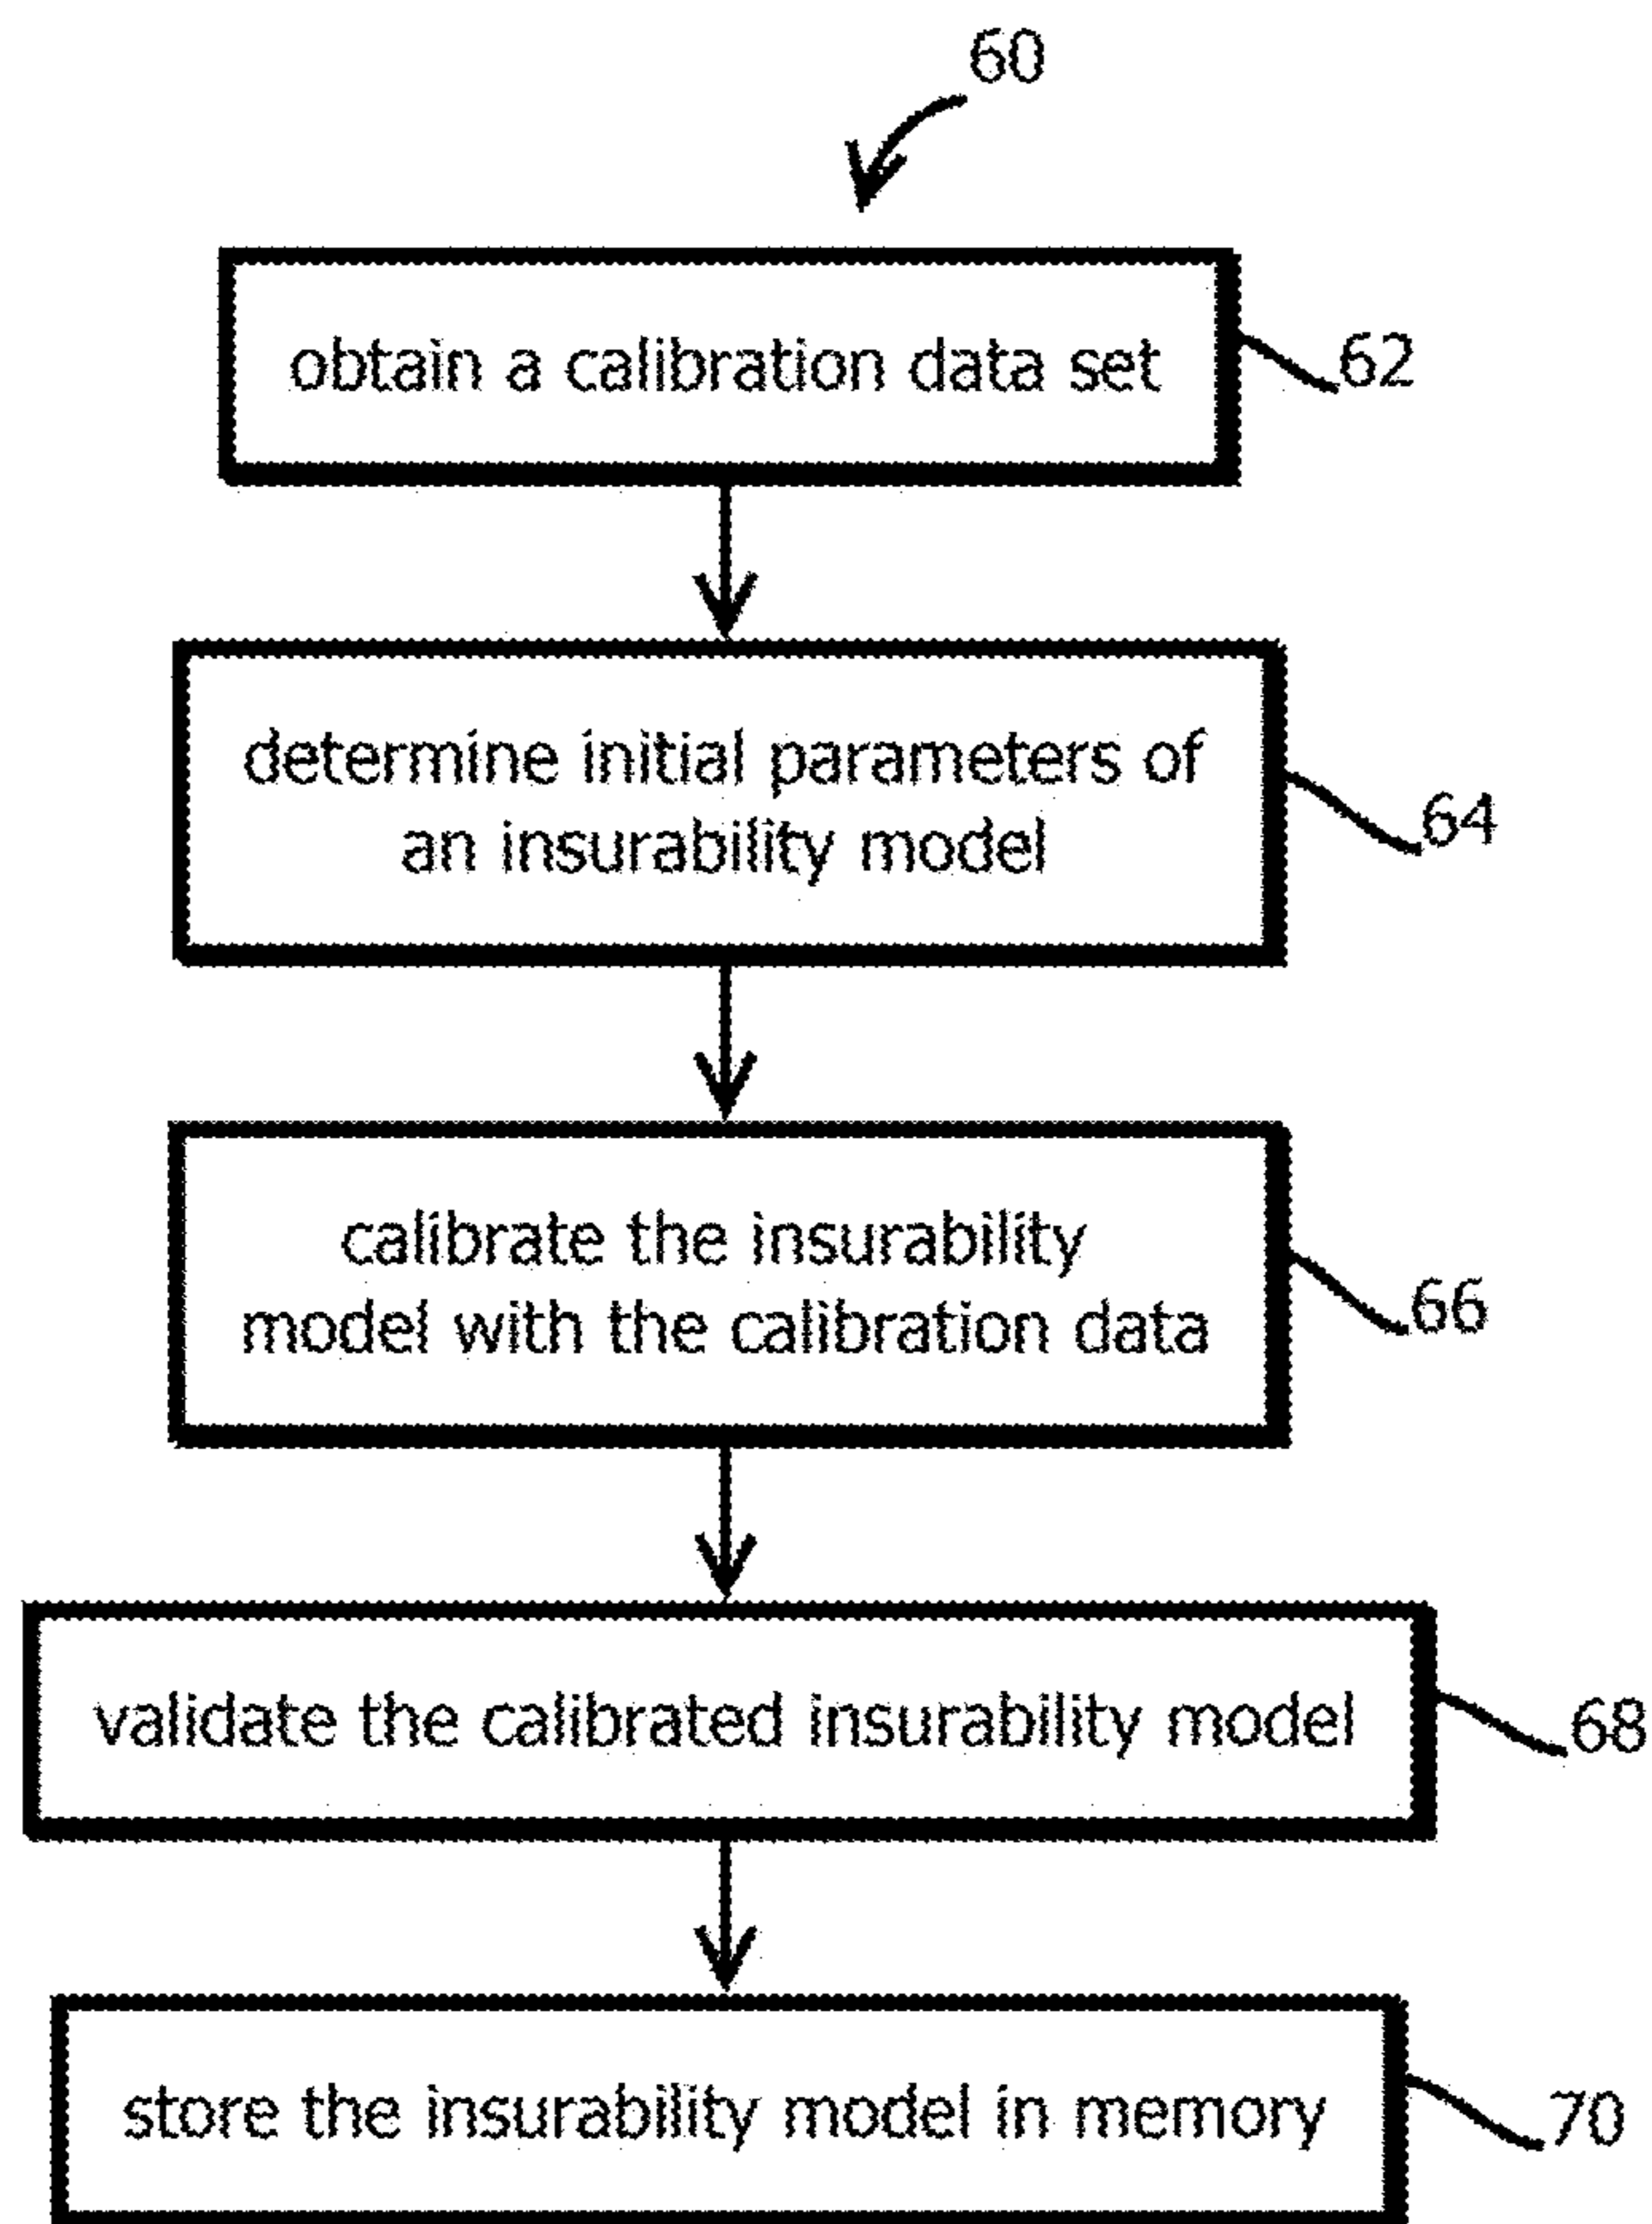 60
obtain a calibration data set
62
determine initial parameters of
an insurability model
64
calibrate the insurability
model with the calibration data
66
validate the calibrated insurability model
68
store the insurability model in memory
70